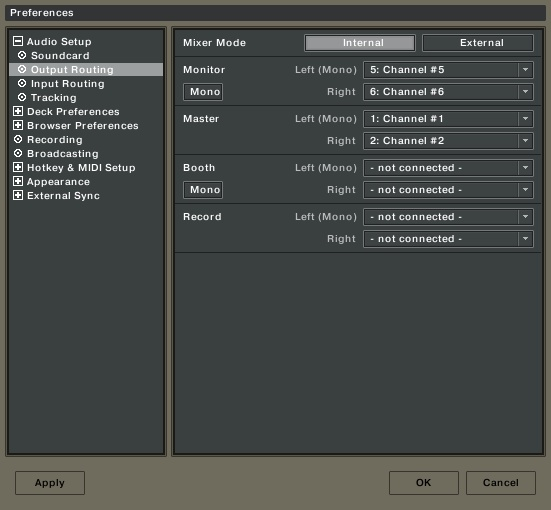 Preferences
Audio Setup
Soundcard
Output Routing
Input Routing
Tracking
Deck Preferences
Browser Preferences
Recording
Broadcasting
Hotkey & MIDI Setup
Appearance
External Sync
Mixer Mode Internal External
Monitor Left (Mono) 5: Channel #5
Mono Right 6: Channel #6
Master Left (Mono) 1: Channel #1
Right 2: Channel #2
Booth Left (Mono) - not connected -
Mono Right - not connected -
Record Left (Mono) - not connected -
Right - not connected -
Apply OK Cancel